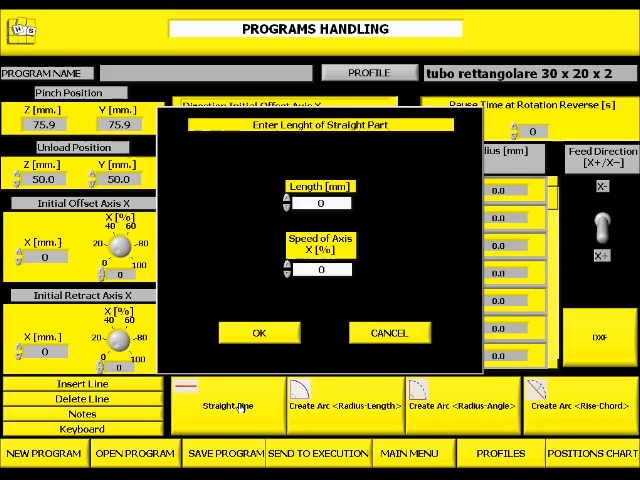 HS
PROGRAMS HANDLING
PROGRAM NAME
PROFILE
tubo rettangolare 30 x 20 x 2
Pinch Position
Direction Initial Offset Axis X
Pause Time at Rotation Reverse [s]
Z [mm.] Y [mm.]
75.9 75.9
0
Enter Lenght of Straight Part
Unload Position
Z [mm.] Y [mm.]
50.0 50.0
dius [mm]
Feed Direction
[X+/X-]
X-
X+
Length [mm]
0
Speed of Axis
X [%]
0
OK CANCEL
Initial Offset Axis X
X [%]
40 60
20 80
0 100
X [mm.]
0
0
Initial Retract Axis X
X [%]
40 60
20 80
0 100
X [mm.]
0
0
0.0
0.0
0.0
0.0
0.0
0.0
0.0
DXF
Insert Line
Delete Line
Notes
Keyboard
Straight line
Create Arc <Radius-Length>
Create Arc <Radius-Angle>
Create Arc <Rise-Chord>
NEW PROGRAM OPEN PROGRAM SAVE PROGRAM SEND TO EXECUTION MAIN MENU PROFILES POSITIONS CHART